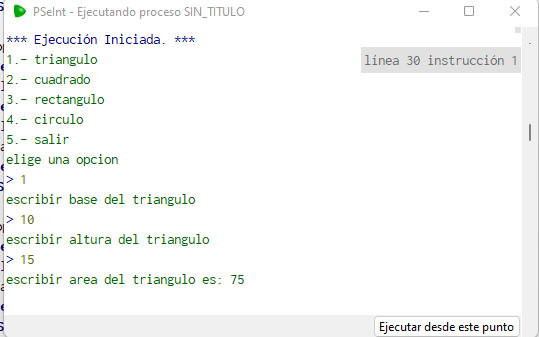 PSeInt - Ejecutando proceso SIN_TITULO
*** Ejecución Iniciada. ***
línea 30 instrucción 1
1.- triangulo
2.- cuadrado
3.- rectangulo
4.- circulo
5.- salir
elige una opcion
> 1
escribir base del triangulo
> 10
escribir altura del triangulo
> 15
escribir area del triangulo es: 75
Ejecutar desde este punto